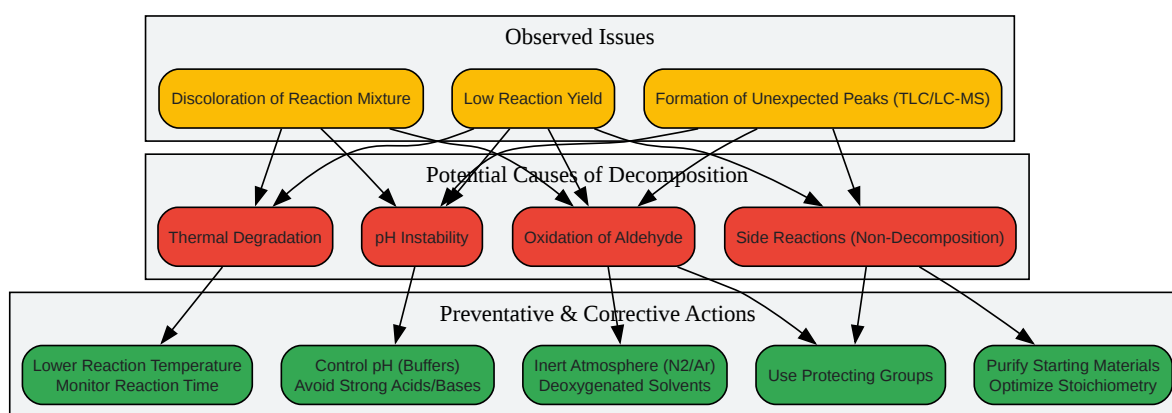 Observed Issues
Discoloration of Reaction Mixture
Low Reaction Yield
Formation of Unexpected Peaks (TLC/LC-MS)
Potential Causes of Decomposition
Thermal Degradation
pH Instability
Oxidation of Aldehyde
Side Reactions (Non-Decomposition)
Preventative & Corrective Actions
Lower Reaction Temperature
Monitor Reaction Time
Control pH (Buffers)
Avoid Strong Acids/Bases
Inert Atmosphere (N2/Ar)
Deoxygenated Solvents
Use Protecting Groups
Purify Starting Materials
Optimize Stoichiometry